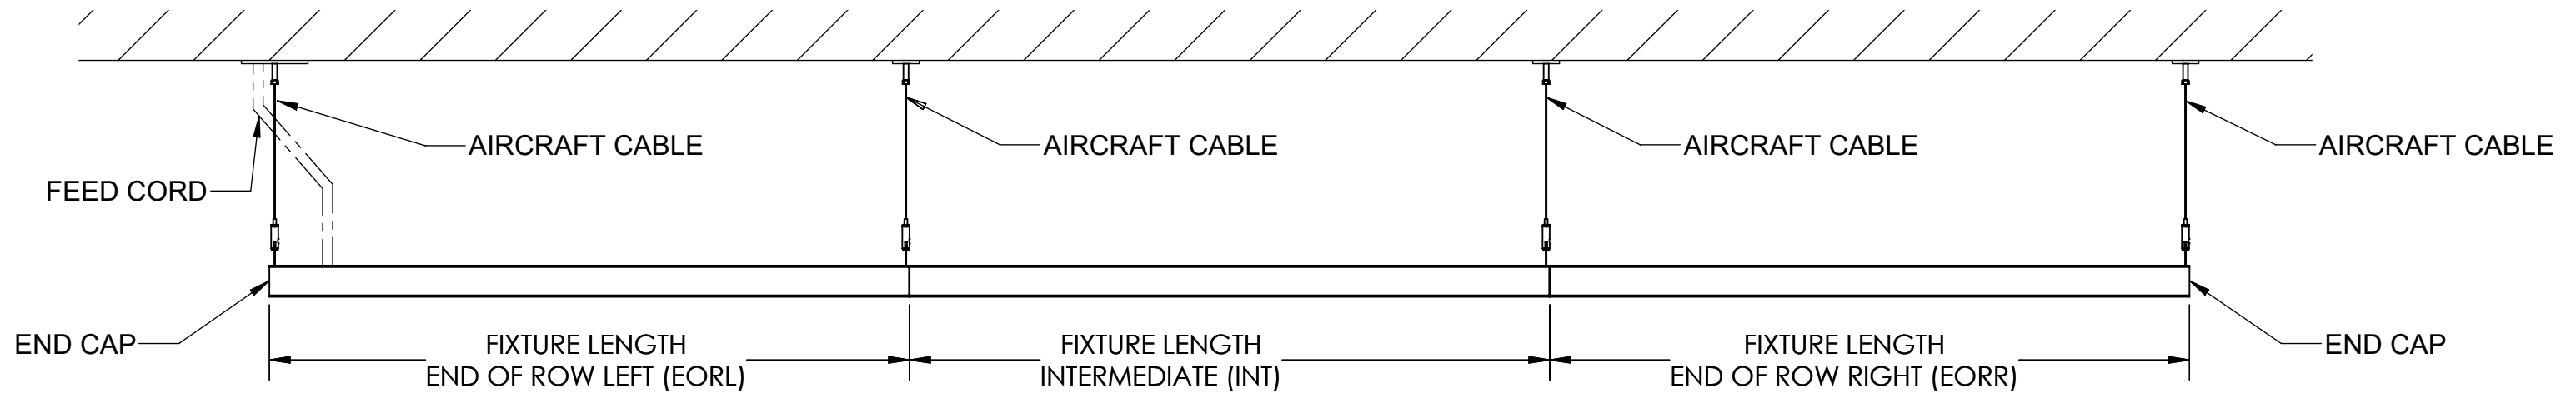 AIRCRAFT CABLE
AIRCRAFT CABLE
AIRCRAFT CABLE
AIRCRAFT CABLE
FEED CORD
END CAP
FIXTURE LENGTH
END OF ROW LEFT (EORL)
FIXTURE LENGTH
INTERMEDIATE (INT)
FIXTURE LENGTH
END OF ROW RIGHT (EORR)
END CAP